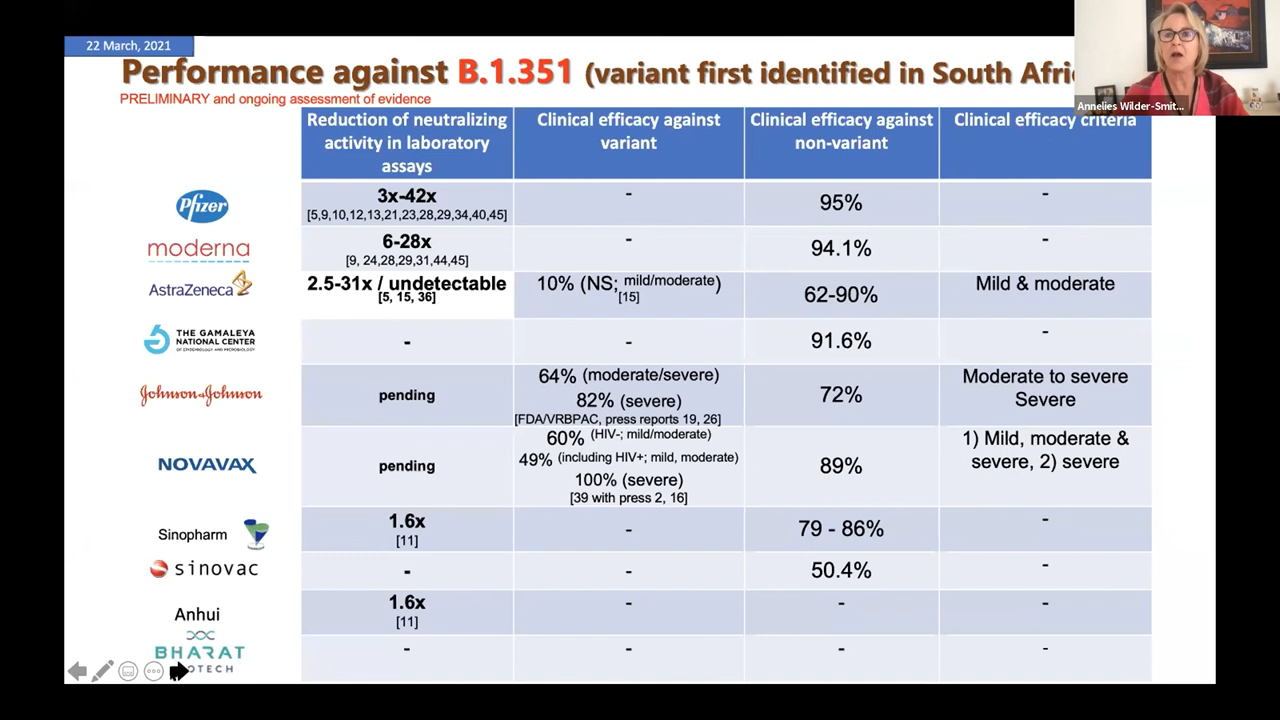 22 March, 2021
Performance against B.1.351 (variant first identified in South Afri
PRELIMINARY and ongoing assessment of evidence
Annelies Wilder-Smit...
Reduction of neutralizing
activity in laboratory
assays
Clinical efficacy against
variant
Clinical efficacy against
non-variant
Clinical efficacy criteria
Pfizer
3x-42x
[5,9,10,12,13,21,23,28,29,34,40,45]
-
95%
-
moderna
6-28x
[9, 24,28,29,31,44,45]
-
94.1%
-
AstraZeneca
2.5-31x / undetectable
[5, 15, 36]
10% (NS; mild/moderate)
[15]
62-90%
Mild & moderate
THE GAMALEYA
NATIONAL CENTER
OF EPIDEMIOLOGY AND MICROBIOLOGY
-
-
91.6%
-
Johnson & Johnson
pending
64% (moderate/severe)
82% (severe)
[FDA/VRBPAC, press reports 19, 26]
72%
Moderate to severe
Severe
NOVAVAX
pending
60% (HIV-; mild/moderate)
49% (including HIV+; mild, moderate)
100% (severe)
[39 with press 2, 16]
89%
1) Mild, moderate &
severe, 2) severe
Sinopharm
1.6x
[11]
-
79 - 86%
-
sinovac
-
-
50.4%
-
Anhui
1.6x
[11]
-
-
-
BHARAT
OTECH
-
-
-
-